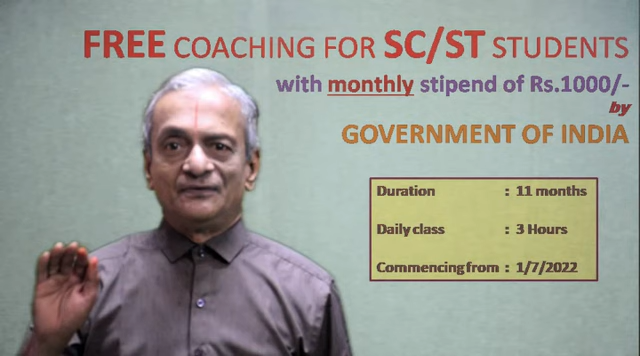 FREE COACHING FOR SC/ST STUDENTS
with monthly stipend of Rs.1000/-
by
GOVERNMENT OF INDIA
Duration : 11 months
Daily class : 3 Hours
Commencing from : 1/7/2022